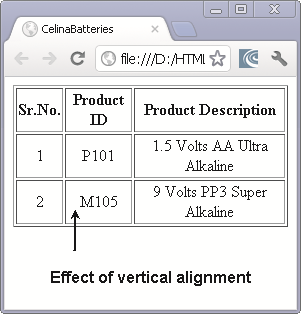 CelinaBatteries
file:///D:/HTMl
Sr.No. Product ID Product Description
1 P101 1.5 Volts AA Ultra Alkaline
2 M105 9 Volts PP3 Super Alkaline
Effect of vertical alignment